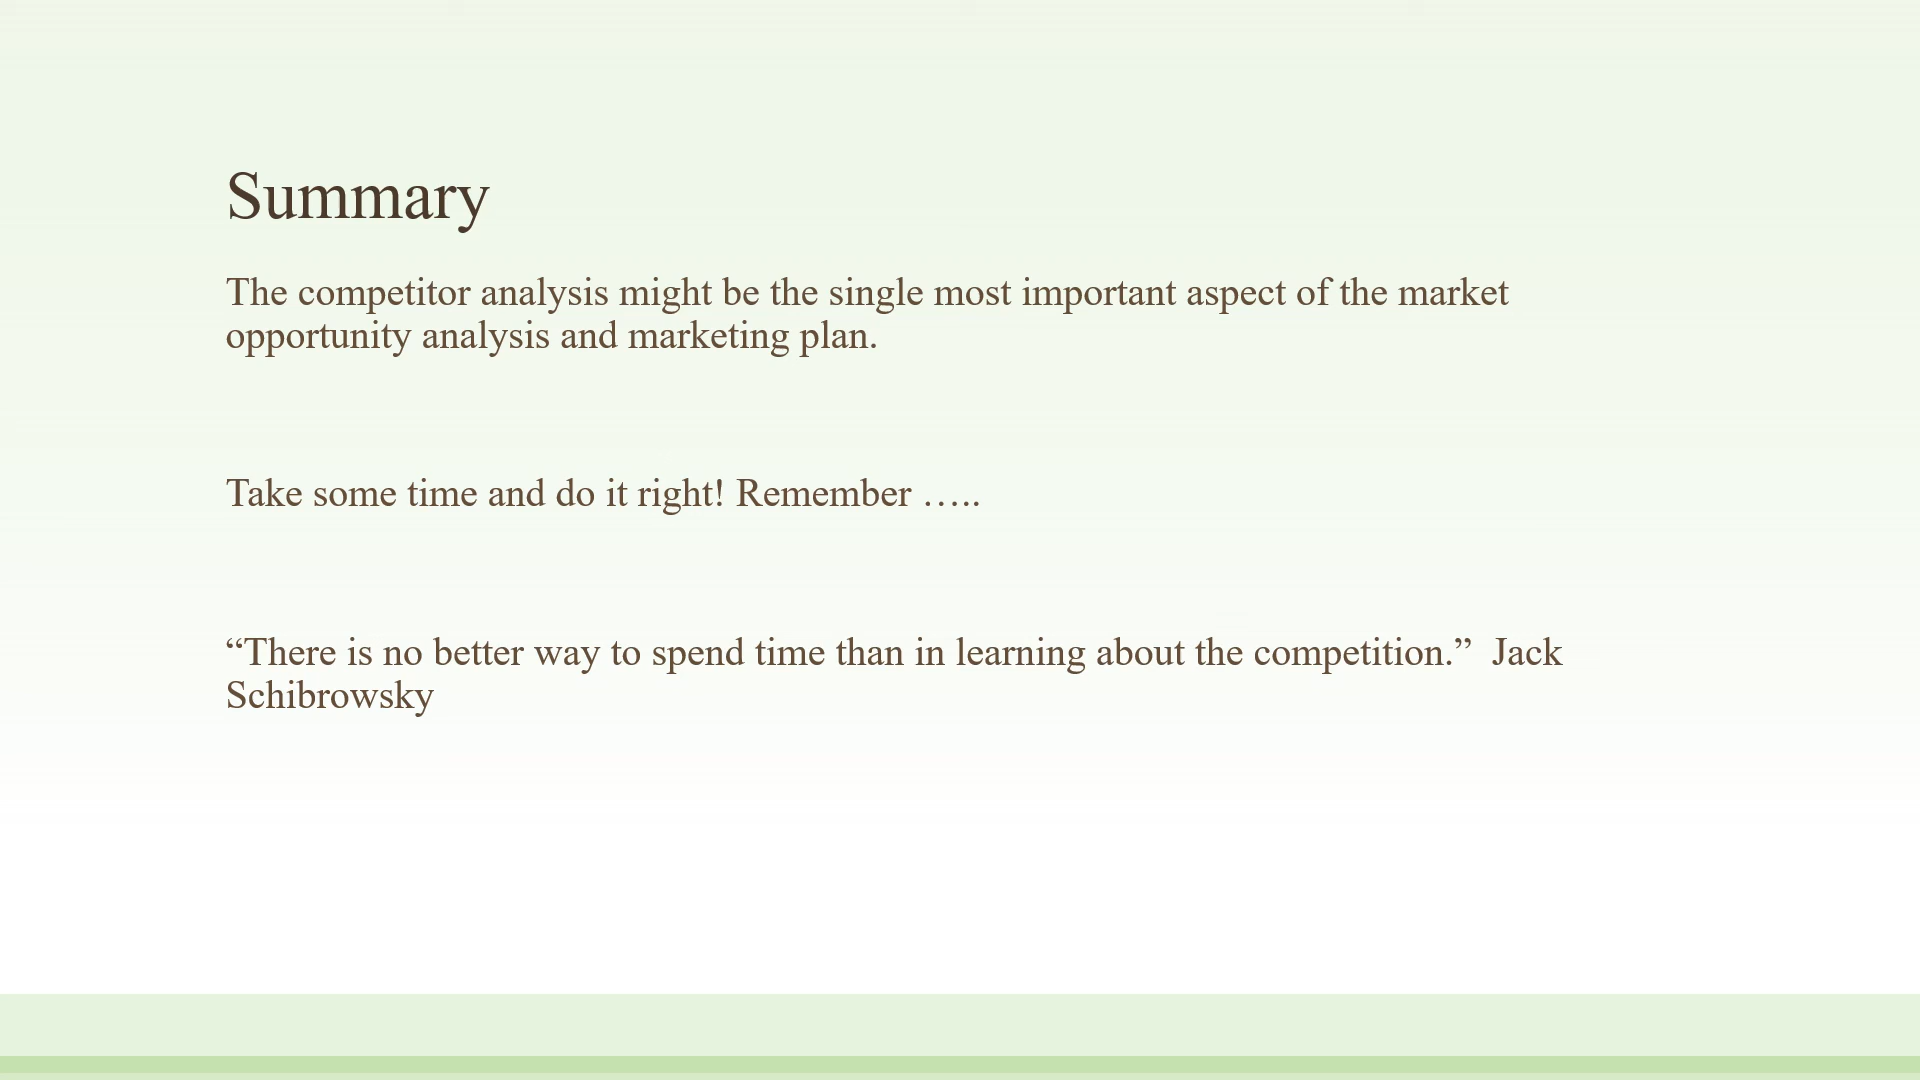 Summary
The competitor analysis might be the single most important aspect of the market
opportunity analysis and marketing plan.
Take some time and do it right! Remember …..
“There is no better way to spend time than in learning about the competition.”  Jack
Schibrowsky